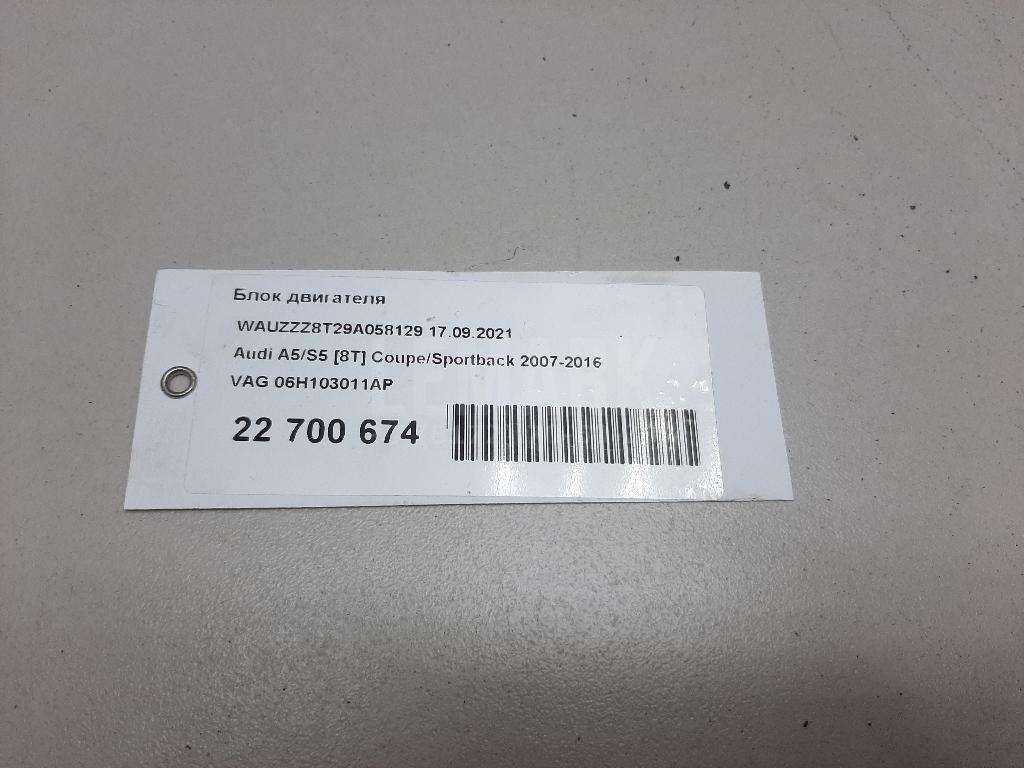 Блок двигателя
WAUZZZ8T29A058129 17.09.2021
Audi A5/S5 [8T] Coupe/Sportback 2007-2016
VAG 06H103011AP
22 700 674